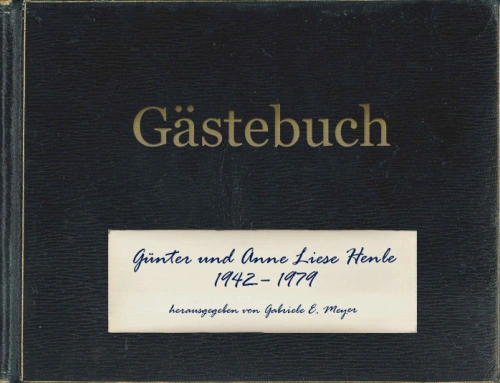 Gästebuch
Günter und Anne Liese Henle
1942 – 1979
herausgegeben von Gabriele E. Meyer